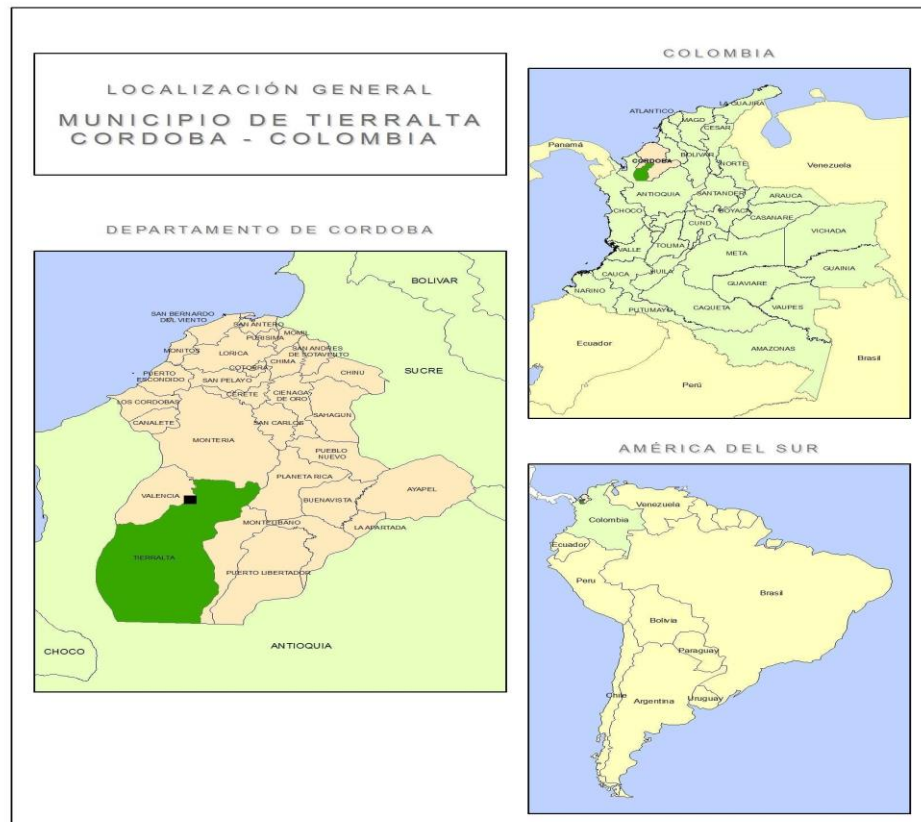 LOCALIZACIÓN GENERAL
MUNICIPIO DE TIERRALTA
CORDOBA - COLOMBIA
DEPARTAMENTO DE CORDOBA
BOLIVAR
SAN BERNARDO
DEL VIENTO
SAN ANTERO
PURISIMA
MOMIL
MONITOS
LORICA
SAN ANDRES
DE SOTAVENTO
CHIMA
COTORRA
PUERTO
ESCONDIDO
SAN PELAYO
CHINU
SUCRE
LOS CORDOBAS
CERETE
CIENAGA
DE ORO
CANALETE
SAN CARLOS
SAHAGUN
MONTERIA
PUEBLO
NUEVO
PLANETA RICA
VALENCIA
BUENAVISTA
AYAPEL
MONTELIBANO
LA APARTADA
TIERRALTA
PUERTO LIBERTADOR
CHOCO
ANTIOQUIA
COLOMBIA
LA GUAJIRA
ATLANTICO
MAGD
CESAR
Panamá
CORDOBA
BOLIVAR
NORTE
Venezuela
ANTIOQUIA
SANTANDER
ARAUCA
CHOCO
BOYACA
CASANARE
CUND
VICHADA
VALLE
TOLIMA
META
GUAINIA
CAUCA
HUILA
GUAVIARE
NARINO
PUTUMAYO
CAQUETA
VAUPES
AMAZONAS
Ecuador
Perú
Brasil
AMÉRICA DEL SUR
Venezuela
Colombia
Ecuador
Peru
Brasil
Bolivia
Paraguay
Chile
Argentina
Uruguay